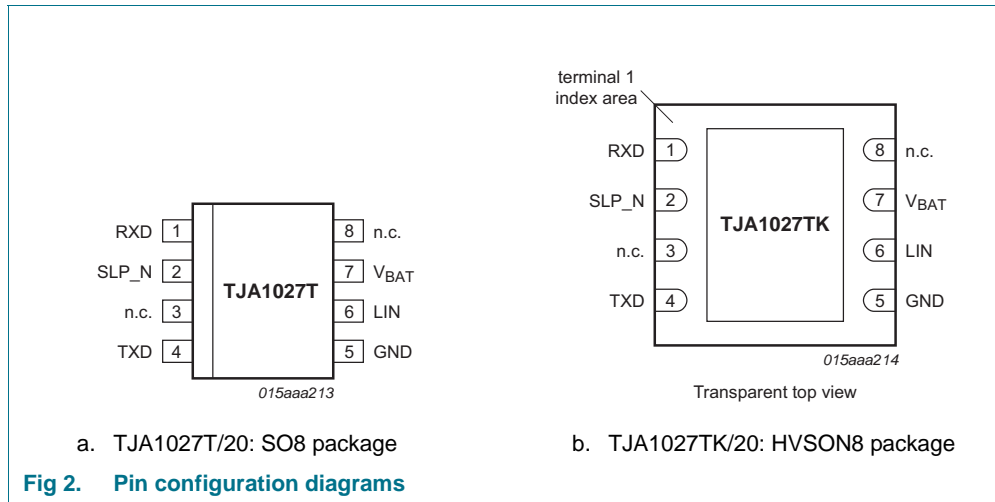 RXD 1
SLP_N 2
n.c. 3
TXD 4
TJA1027T
8 n.c.
7 VBAT
6 LIN
5 GND
015aaa213
a. TJA1027T/20: SO8 package
terminal 1
index area
RXD 1
SLP_N 2
n.c. 3
TXD 4
TJA1027TK
8 n.c.
7 VBAT
6 LIN
5 GND
015aaa214
Transparent top view
b. TJA1027TK/20: HVSON8 package
Fig 2. Pin configuration diagrams